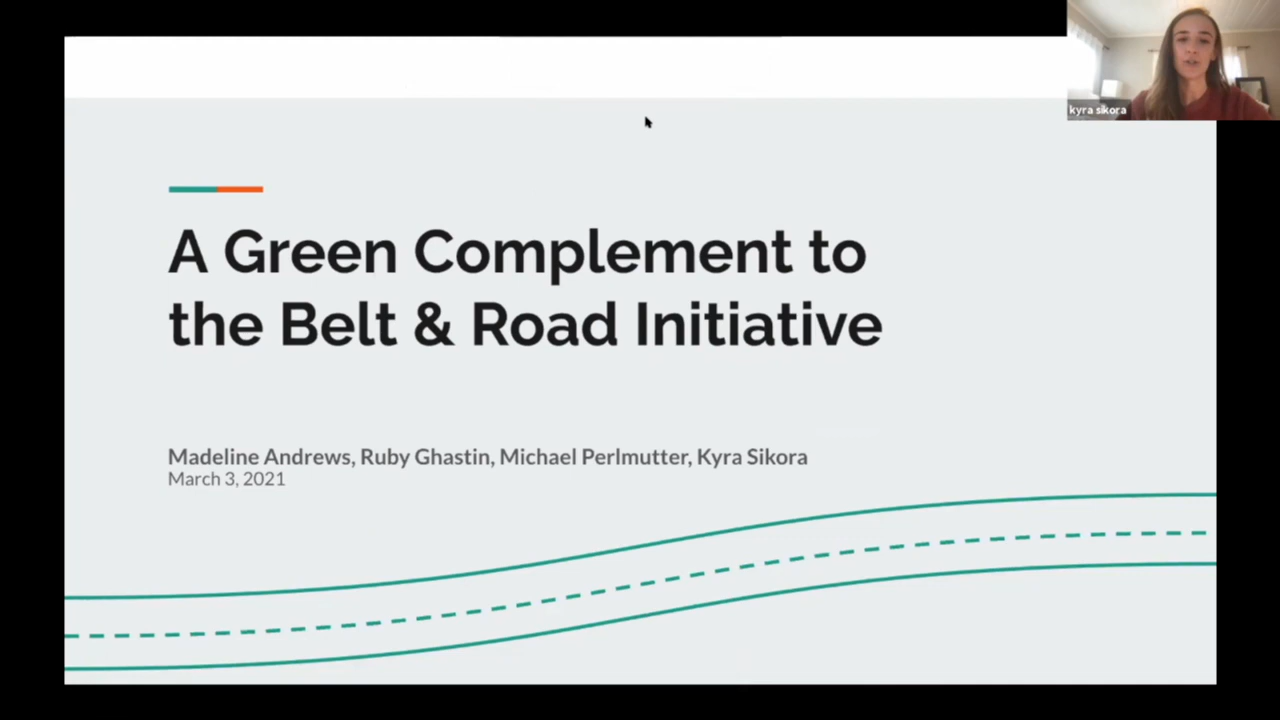 kyra sikora
A Green Complement to
the Belt & Road Initiative
Madeline Andrews, Ruby Ghastin, Michael Perlmutter, Kyra Sikora
March 3, 2021